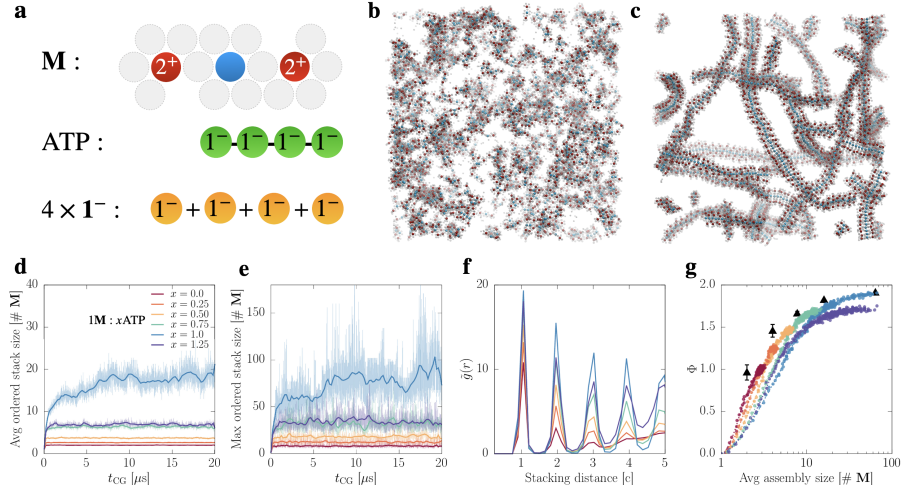 a
M :
2+
2+
ATP :
1− 1− 1− 1−
4 × 1− :
1− + 1− + 1− + 1−
b
c
d
Avg ordered stack size [# M]
40
30
20
10
0
1M : xATP
x = 0.0
x = 0.25
x = 0.50
x = 0.75
x = 1.0
x = 1.25
0 5 10 15 20
tCG [μs]
e
Max ordered stack size [# M]
150
100
50
0
0 5 10 15 20
tCG [μs]
f
g̃(r)
20
10
0
1 2 3 4 5
Stacking distance [c]
g
Φ
2.0
1.5
1.0
0.5
0.0
1 10 100
Avg assembly size [# M]